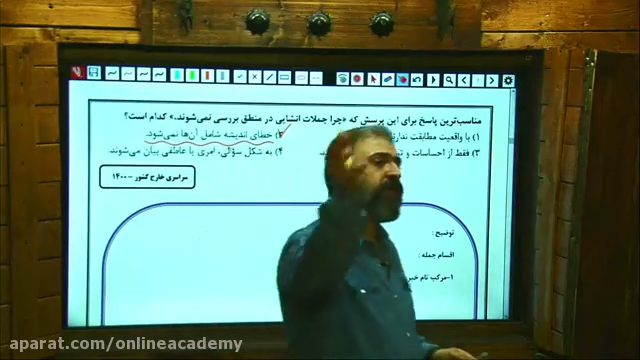 مناسب‌ترین پاسخ برای این پرسش که «چرا جملات انشایی در منطق بررسی نمی‌شوند.» کدام است؟
۱) با واقعیت مطابقت ۲) خطای اندیشه شامل آن‌ها نمی‌شود.
۳) فقط از احساسات و ۴) به شکل سؤالی، امری یا عاطفی بیان می‌شوند.
سراسری خارج کشور - ۱۴۰۰
توضیح :
اقسام جمله :
۱-مرکب تام
aparat.com/onlineacademy